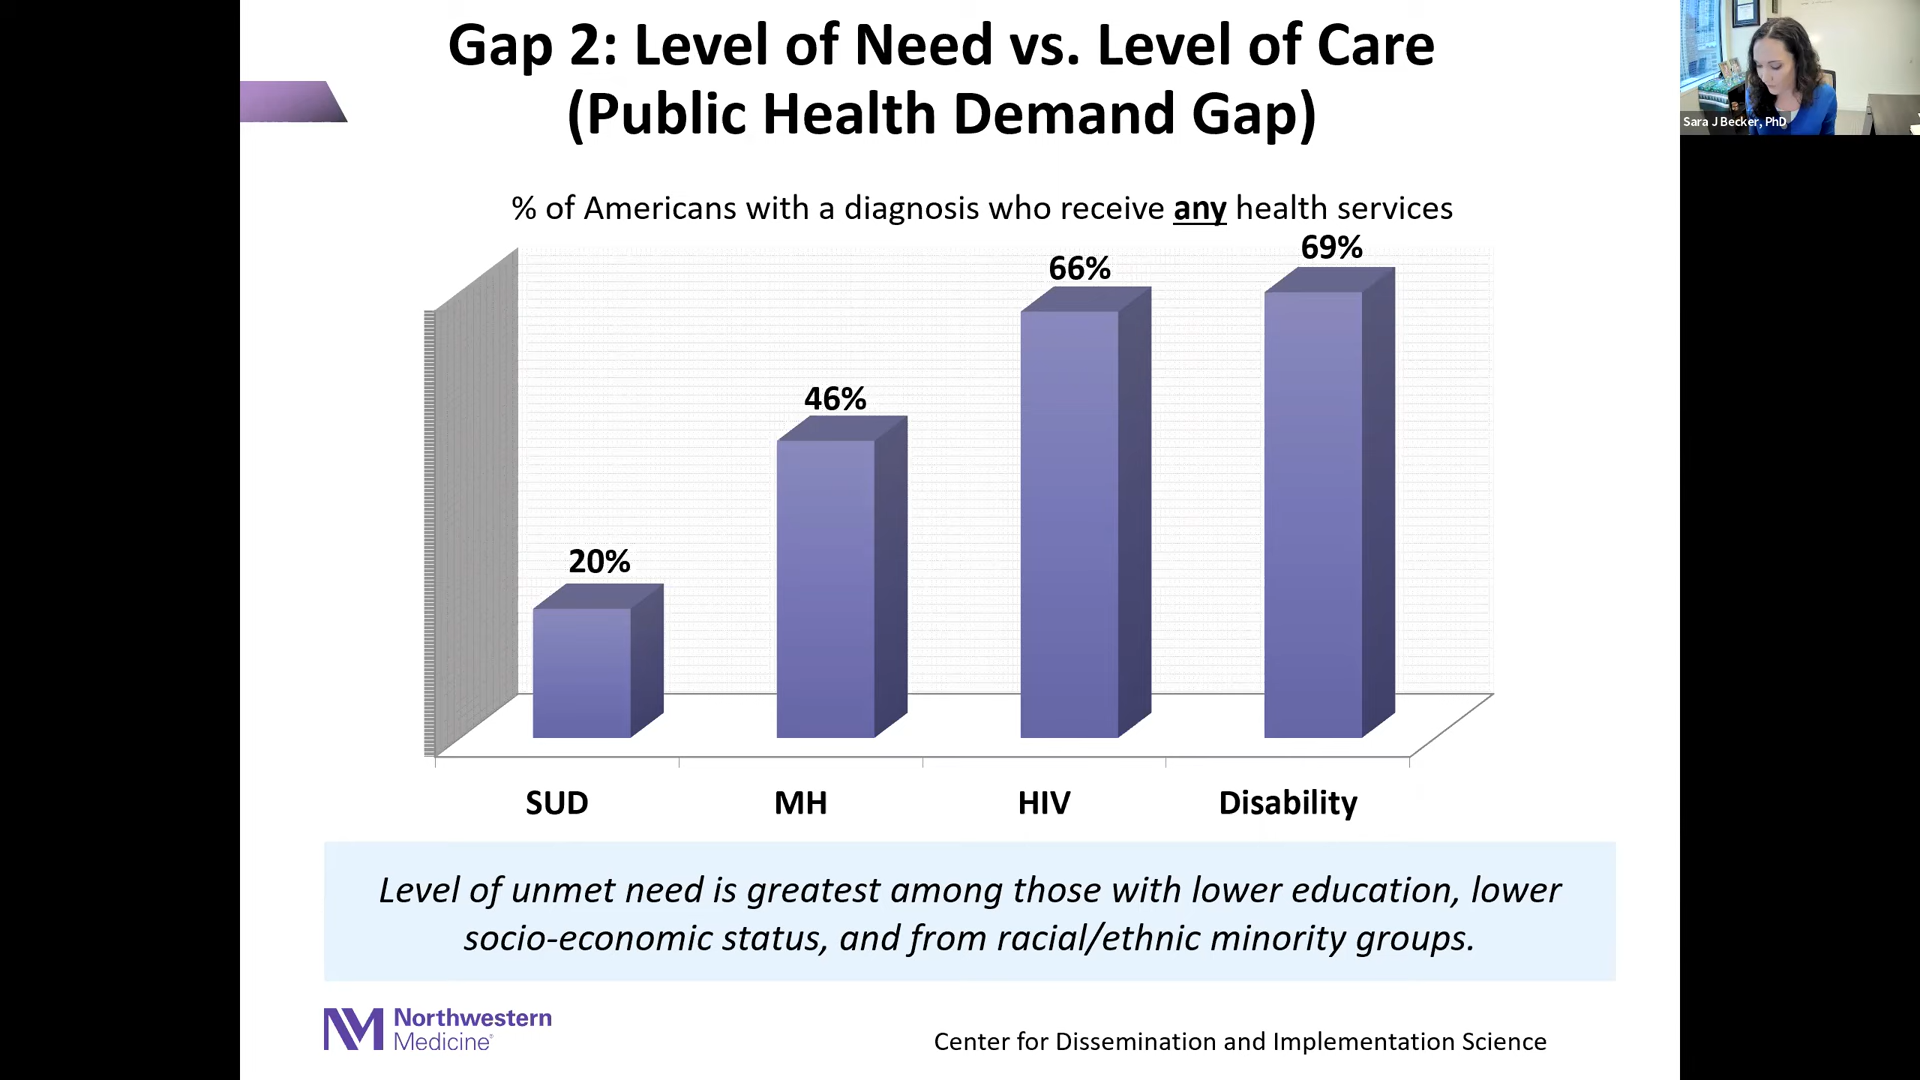 Gap 2: Level of Need vs. Level of Care
(Public Health Demand Gap)
Sara J Becker, PhD
% of Americans with a diagnosis who receive any health services
69%
66%
46%
20%
SUD MH HIV Disability
Level of unmet need is greatest among those with lower education, lower
socio-economic status, and from racial/ethnic minority groups.
NM Northwestern
Medicine®
Center for Dissemination and Implementation Science